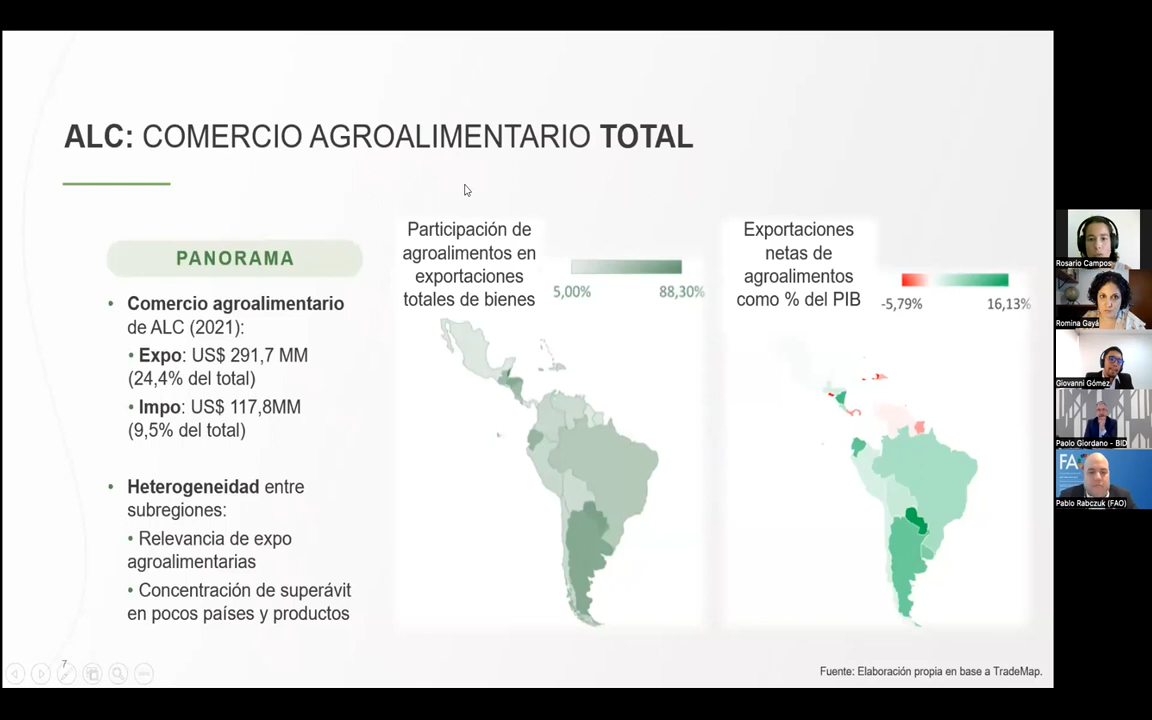 ALC: COMERCIO AGROALIMENTARIO TOTAL
PANORAMA
• Comercio agroalimentario
de ALC (2021):
• Expo: US$ 291,7 MM
(24,4% del total)
• Impo: US$ 117,8MM
(9,5% del total)
• Heterogeneidad entre
subregiones:
• Relevancia de expo
agroalimentarias
• Concentración de superávit
en pocos países y productos
Participación de
agroalimentos en
exportaciones
totales de bienes
5,00% 88,30%
Exportaciones
netas de
agroalimentos
como % del PIB
-5,79% 16,13%
7
Fuente: Elaboración propia en base a TradeMap.
Rosario Campos
Romina Gayá
Giovanni Gómez
Paolo Giordano - BID
FA
Pablo Rabczuk (FAO)